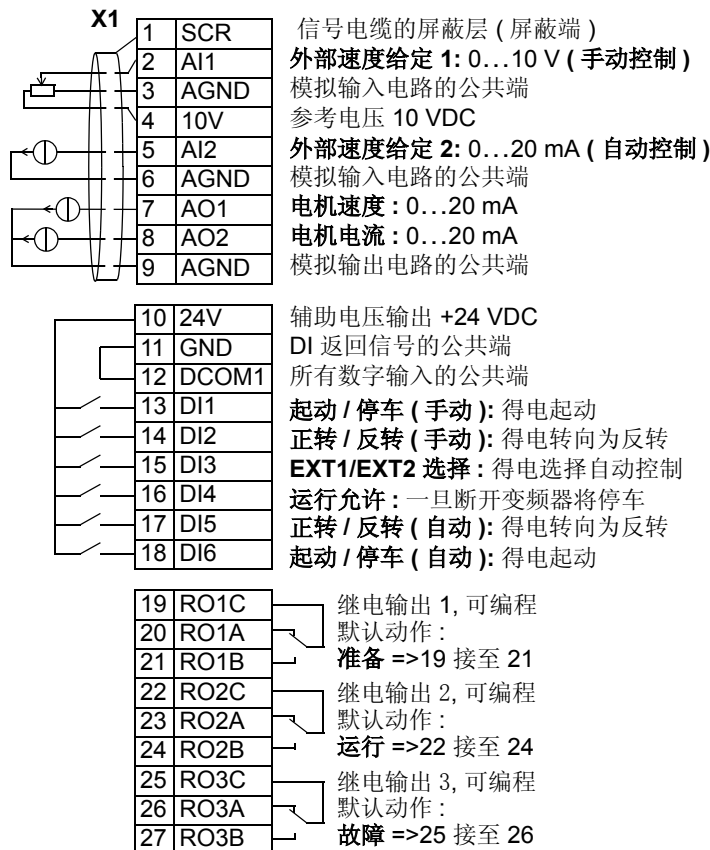 X1
1 SCR 信号电缆的屏蔽层 ( 屏蔽端 )
2 AI1 外部速度给定 1: 0…10 V ( 手动控制 )
3 AGND 模拟输入电路的公共端
4 10V 参考电压 10 VDC
5 AI2 外部速度给定 2: 0…20 mA ( 自动控制 )
6 AGND 模拟输入电路的公共端
7 AO1 电机速度 : 0…20 mA
8 AO2 电机电流 : 0…20 mA
9 AGND 模拟输出电路的公共端
10 24V 辅助电压输出 +24 VDC
11 GND DI 返回信号的公共端
12 DCOM1 所有数字输入的公共端
13 DI1 起动 / 停车 ( 手动 ): 得电起动
14 DI2 正转 / 反转 ( 手动 ): 得电转向为反转
15 DI3 EXT1/EXT2 选择 : 得电选择自动控制
16 DI4 运行允许 : 一旦断开变频器将停车
17 DI5 正转 / 反转 ( 自动 ): 得电转向为反转
18 DI6 起动 / 停车 ( 自动 ): 得电起动
19 RO1C 继电输出 1, 可编程
20 RO1A 默认动作 :
21 RO1B 准备 =>19 接至 21
22 RO2C 继电输出 2, 可编程
23 RO2A 默认动作 :
24 RO2B 运行 =>22 接至 24
25 RO3C 继电输出 3, 可编程
26 RO3A 默认动作 :
27 RO3B 故障 =>25 接至 26